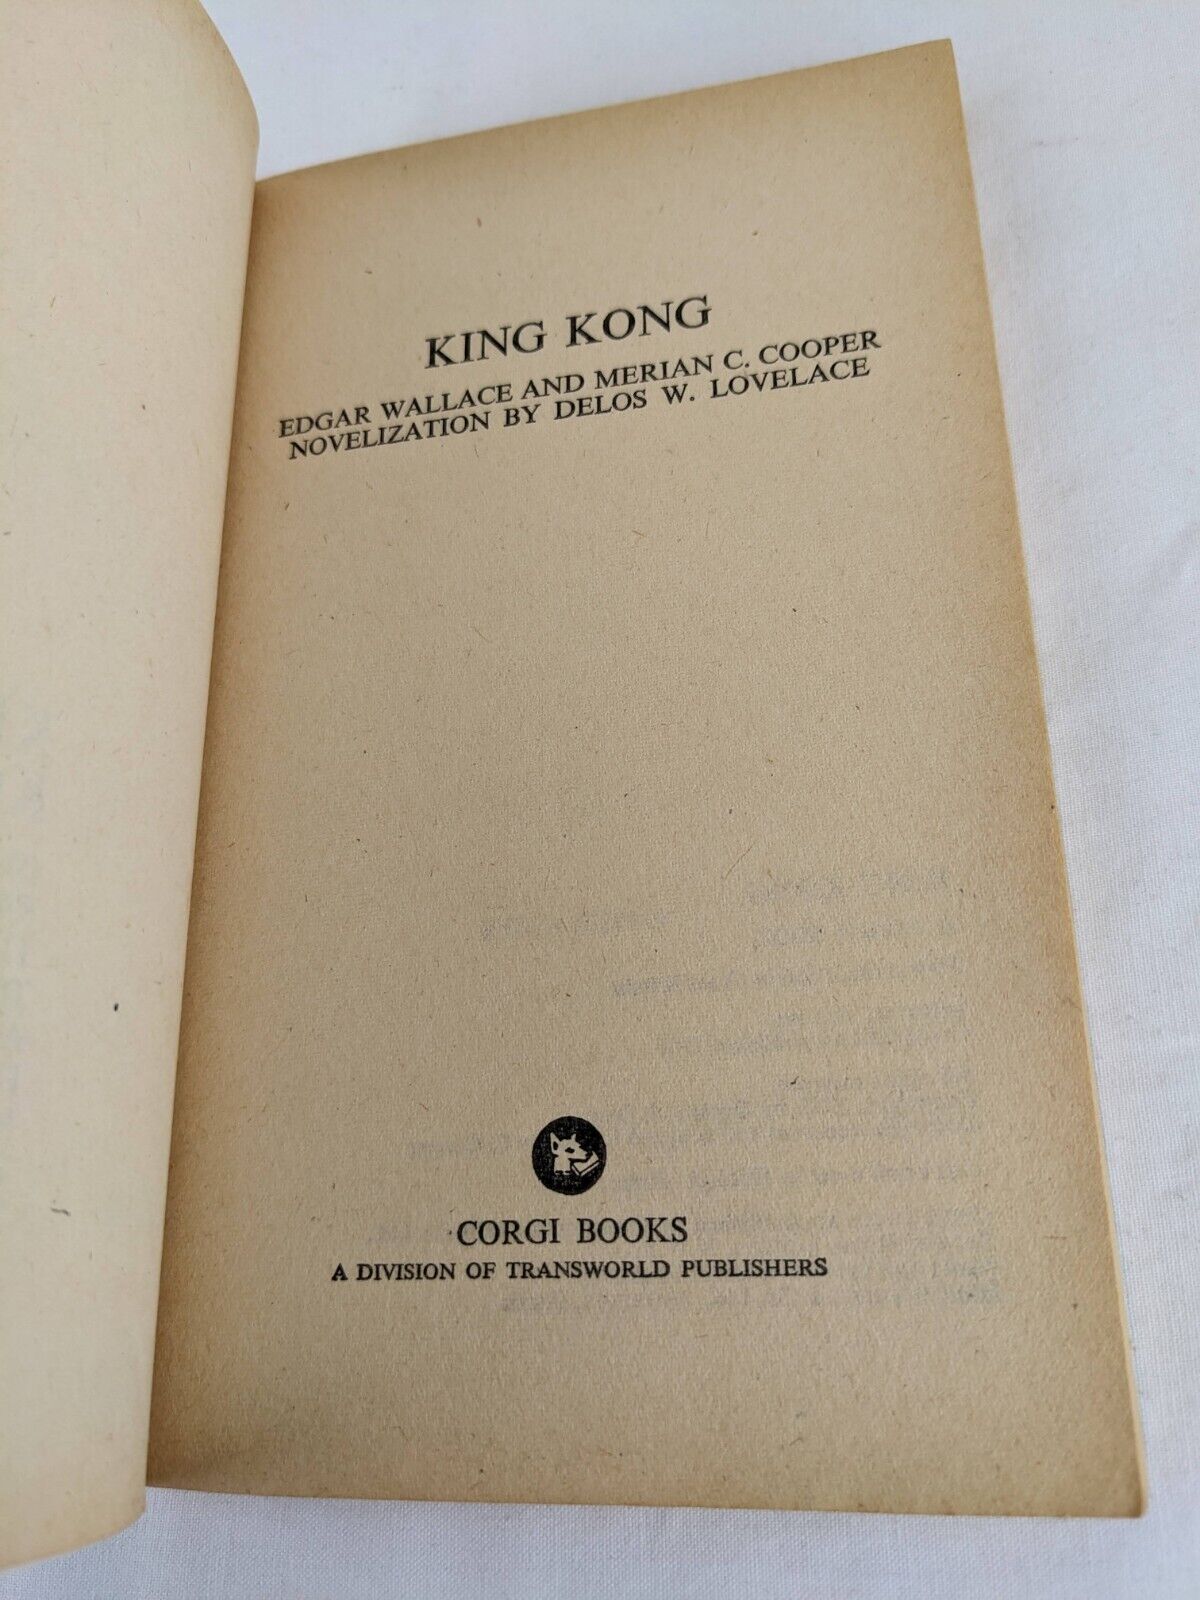 KING KONG
EDGAR WALLACE AND MERIAN C. COOPER
NOVELIZATION BY DELOS W. LOVELACE
CORGI BOOKS
A DIVISION OF TRANSWORLD PUBLISHERS